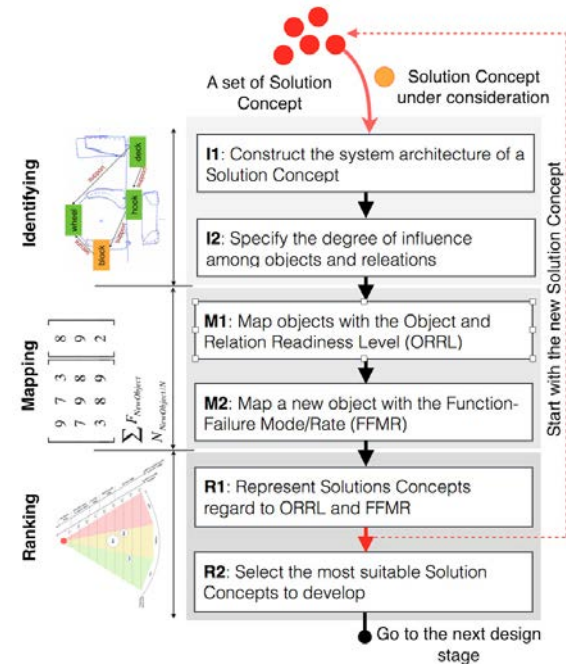 A set of Solution
Concept
Solution Concept
under consideration
Identifying
deck
support
hook
wheel
block
I1: Construct the system architecture of a
Solution Concept
I2: Specify the degree of influence
among objects and releations
Mapping
9 7 3
7 9 8
3 8 9
8
9
2
∑ F NewObject
N NewObject/N
M1: Map objects with the Object and
Relation Readiness Level (ORRL)
M2: Map a new object with the Function-
Failure Mode/Rate (FFMR)
Ranking
R1: Represent Solutions Concepts
regard to ORRL and FFMR
R2: Select the most suitable Solution
Concepts to develop
Go to the next design
stage
Start with the new Solution Concept